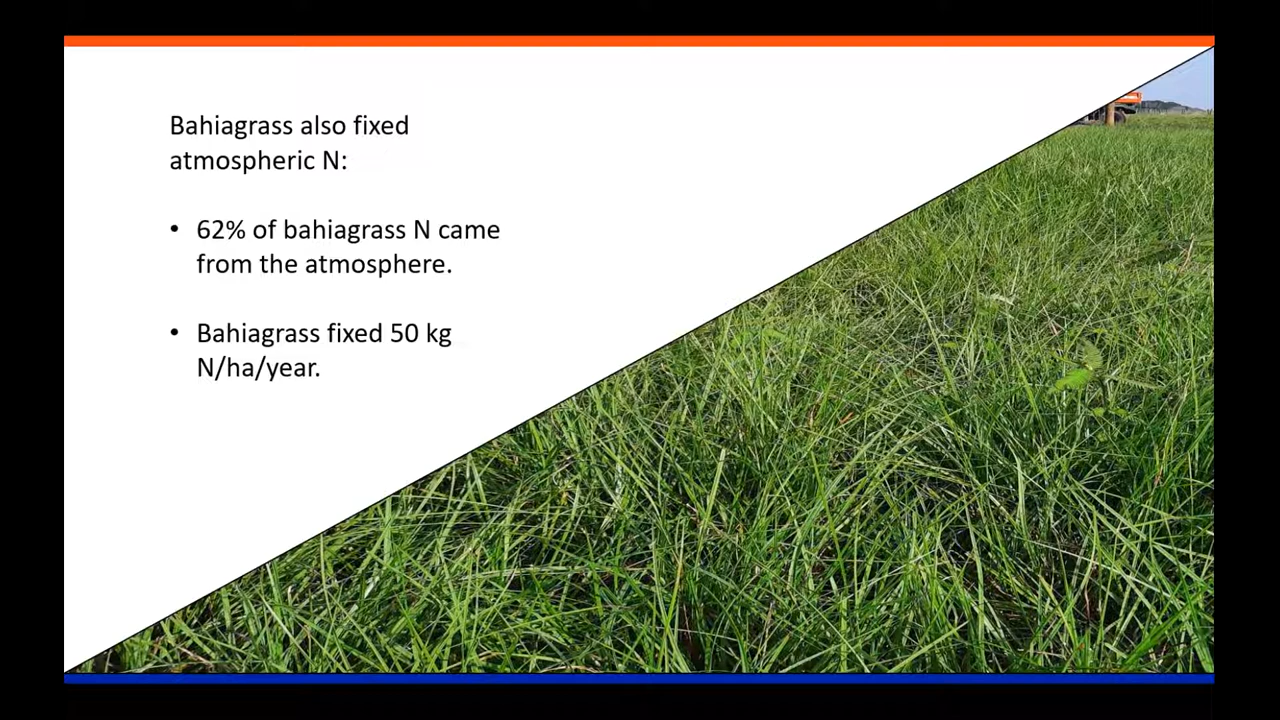 Bahiagrass also fixed
atmospheric N:
• 62% of bahiagrass N came
from the atmosphere.
• Bahiagrass fixed 50 kg
N/ha/year.